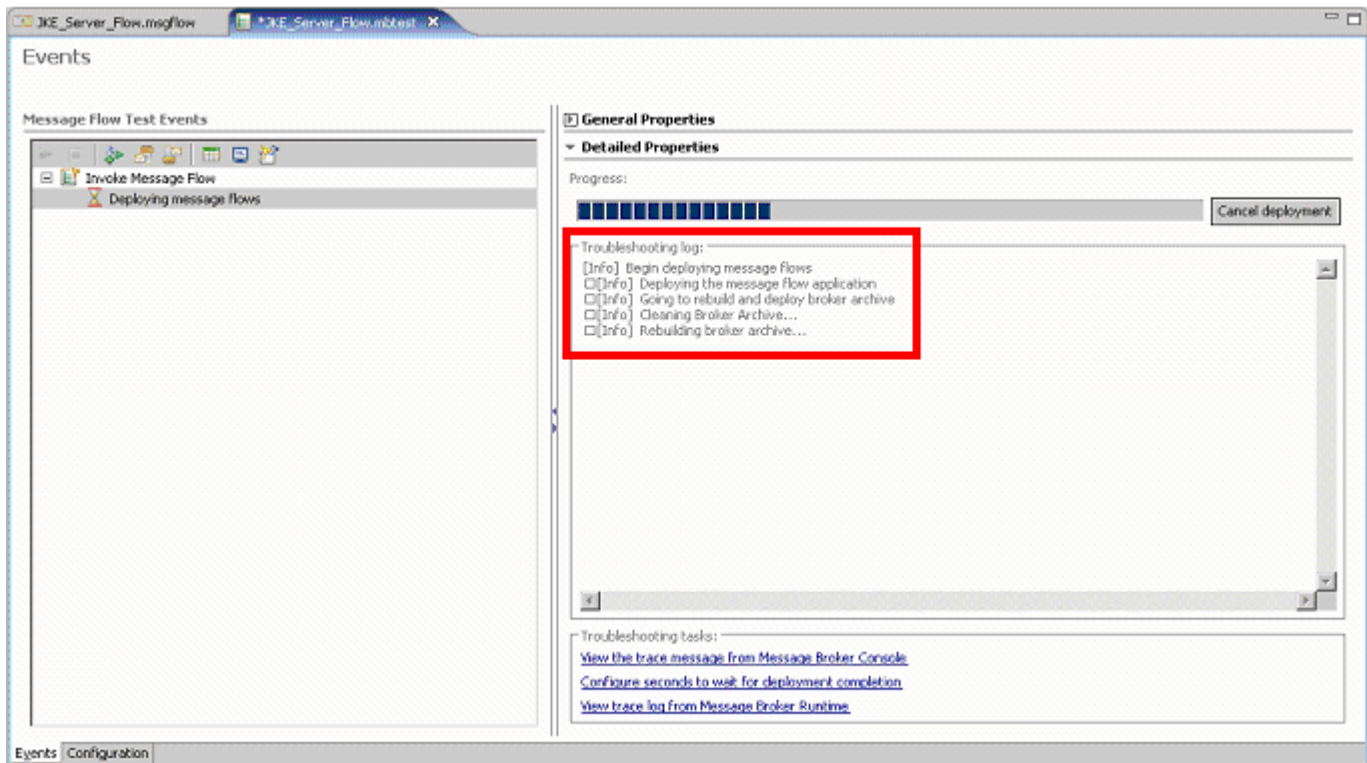 JKE_Server_Flow.msgflow
*JKE_Server_Flow.mbtest
Events
Message Flow Test Events
Invoke Message Flow
Deploying message flows
General Properties
Detailed Properties
Progress:
Cancel deployment
Troubleshooting log:
[Info] Begin deploying message flows
□[Info] Deploying the message flow application
□[Info] Going to rebuild and deploy broker archive
□[Info] Cleaning Broker Archive...
□[Info] Rebuilding broker archive...
Troubleshooting tasks:
View the trace message from Message Broker Console
Configure seconds to wait for deployment completion
View trace log from Message Broker Runtime
Events Configuration